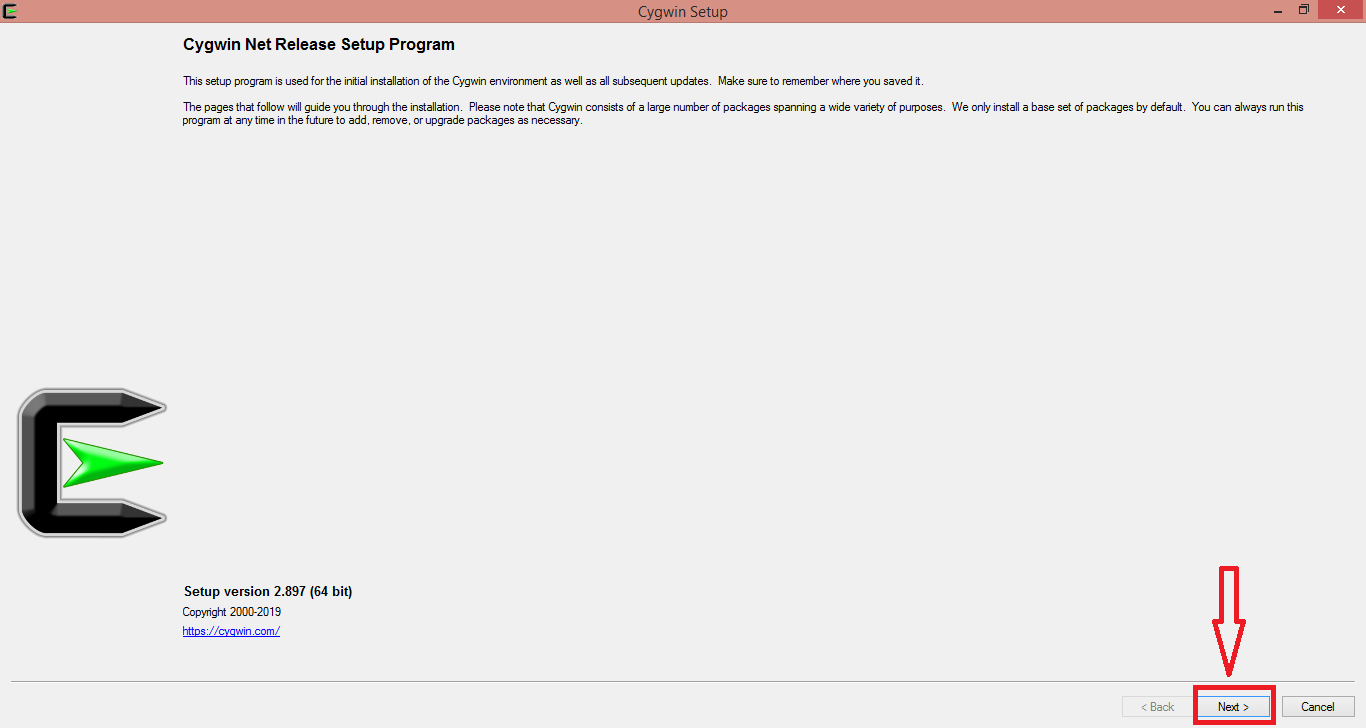 Cygwin Setup
Cygwin Net Release Setup Program
This setup program is used for the initial installation of the Cygwin environment as well as all subsequent updates.  Make sure to remember where you saved it.
The pages that follow will guide you through the installation.  Please note that Cygwin consists of a large number of packages spanning a wide variety of purposes.  We only install a base set of packages by default.  You can always run this
program at any time in the future to add, remove, or upgrade packages as necessary.
Setup version 2.897 (64 bit)
Copyright 2000-2019
https://cygwin.com/
< Back Next > Cancel